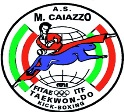 A.S.
M. CAIAZZO
FITAE ITF
TAEKWON-DO
KICK-BOXING